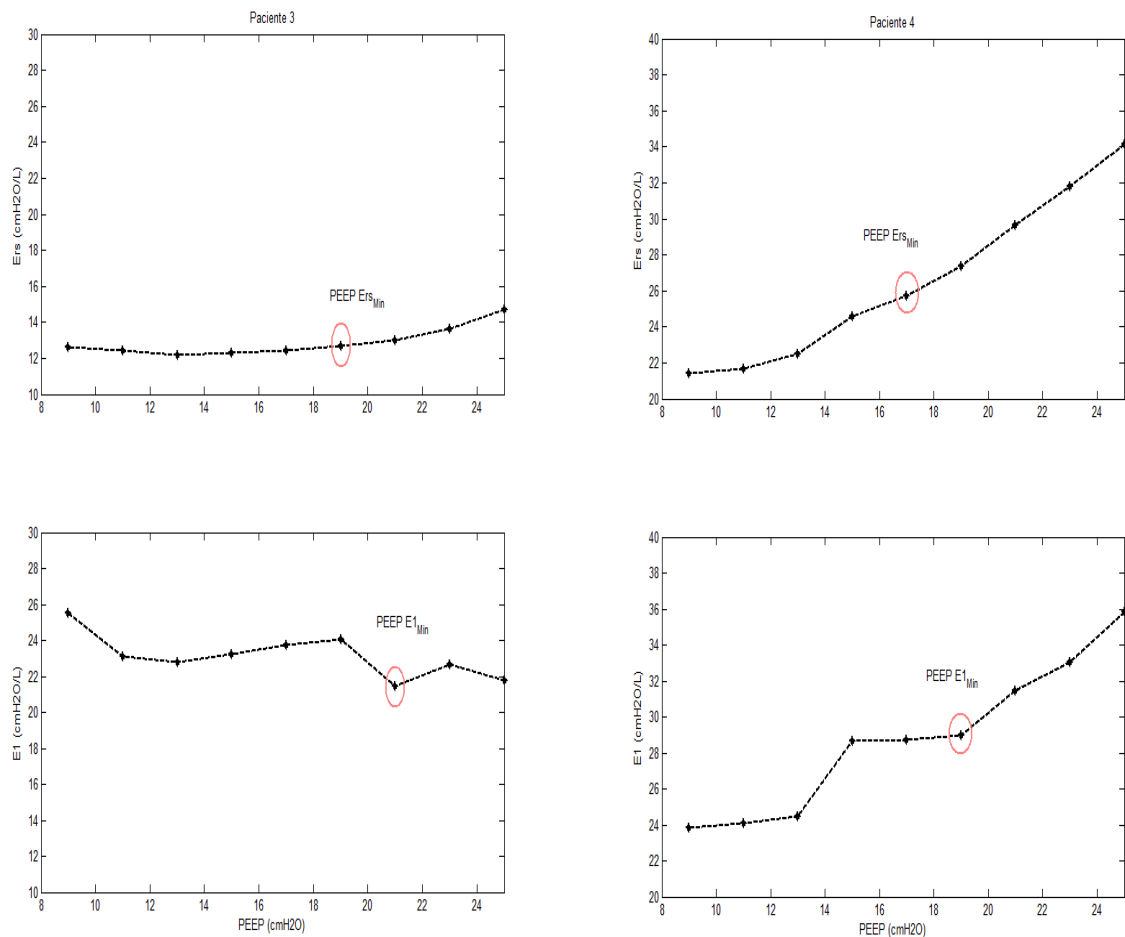 Paciente 3
30
28
26
24
22
20
18
16
14
12
10
Ers (cmH2O/L)
PEEP ErsMin
8 10 12 14 16 18 20 22 24
Paciente 4
40
38
36
34
32
30
28
26
24
22
20
Ers (cmH2O/L)
PEEP ErsMin
8 10 12 14 16 18 20 22 24
30
28
26
24
22
20
18
16
14
12
10
E1 (cmH2O/L)
PEEP E1Min
8 10 12 14 16 18 20 22 24
PEEP (cmH2O)
40
38
36
34
32
30
28
26
24
22
20
E1 (cmH2O/L)
PEEP E1Min
8 10 12 14 16 18 20 22 24
PEEP (cmH2O)